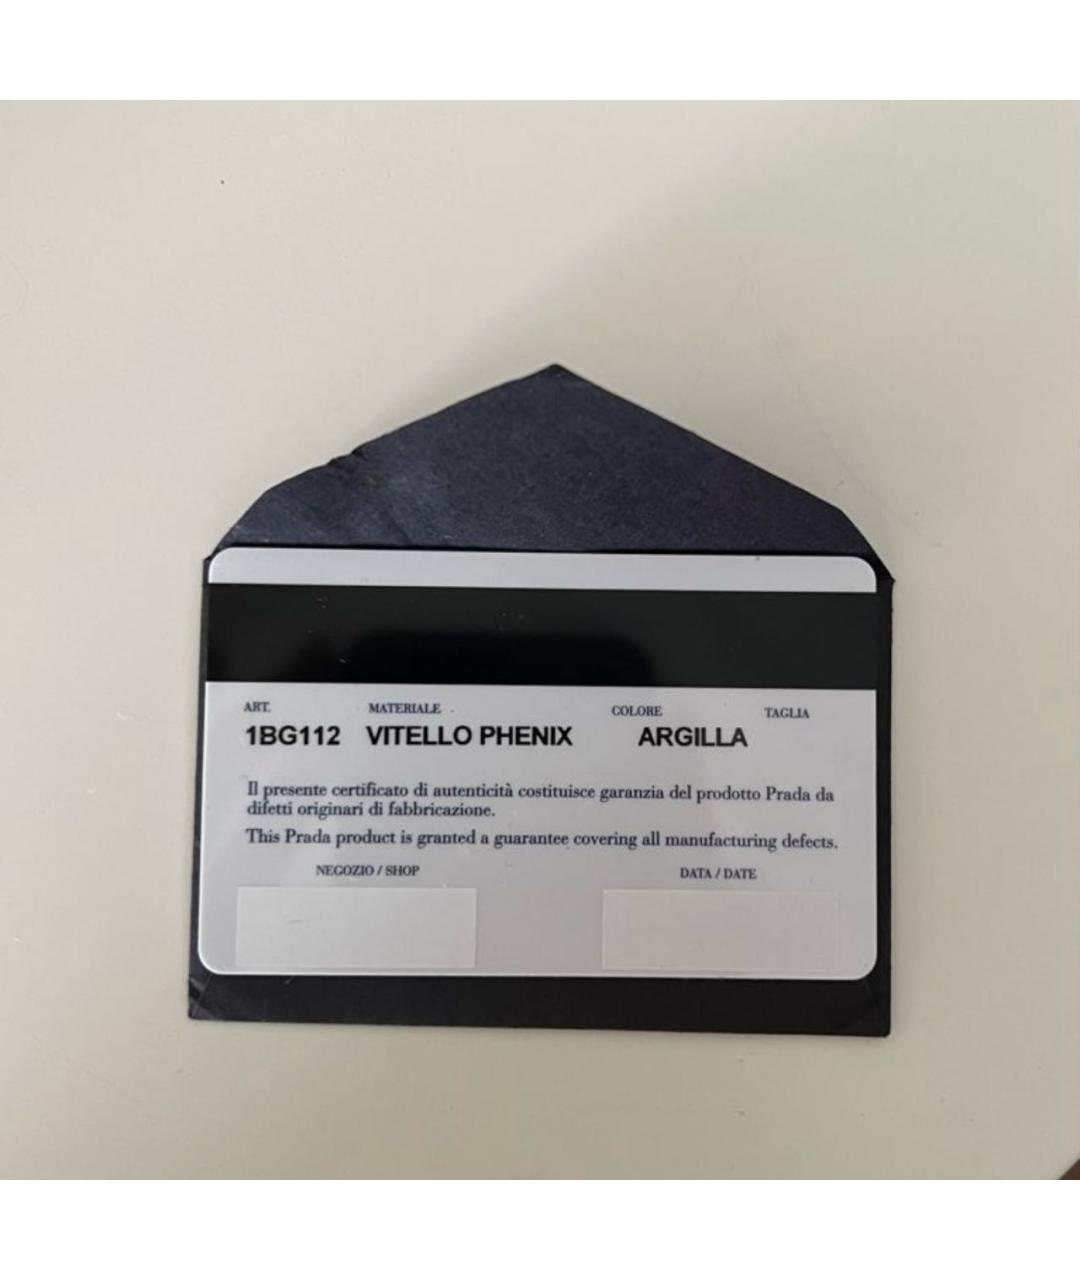 ART. MATERIALE COLORE TAGLIA
1BG112 VITELLO PHENIX ARGILLA
Il presente certificato di autenticità costituisce garanzia del prodotto Prada da
difetti originari di fabbricazione.
This Prada product is granted a guarantee covering all manufacturing defects.
NEGOZIO / SHOP DATA / DATE